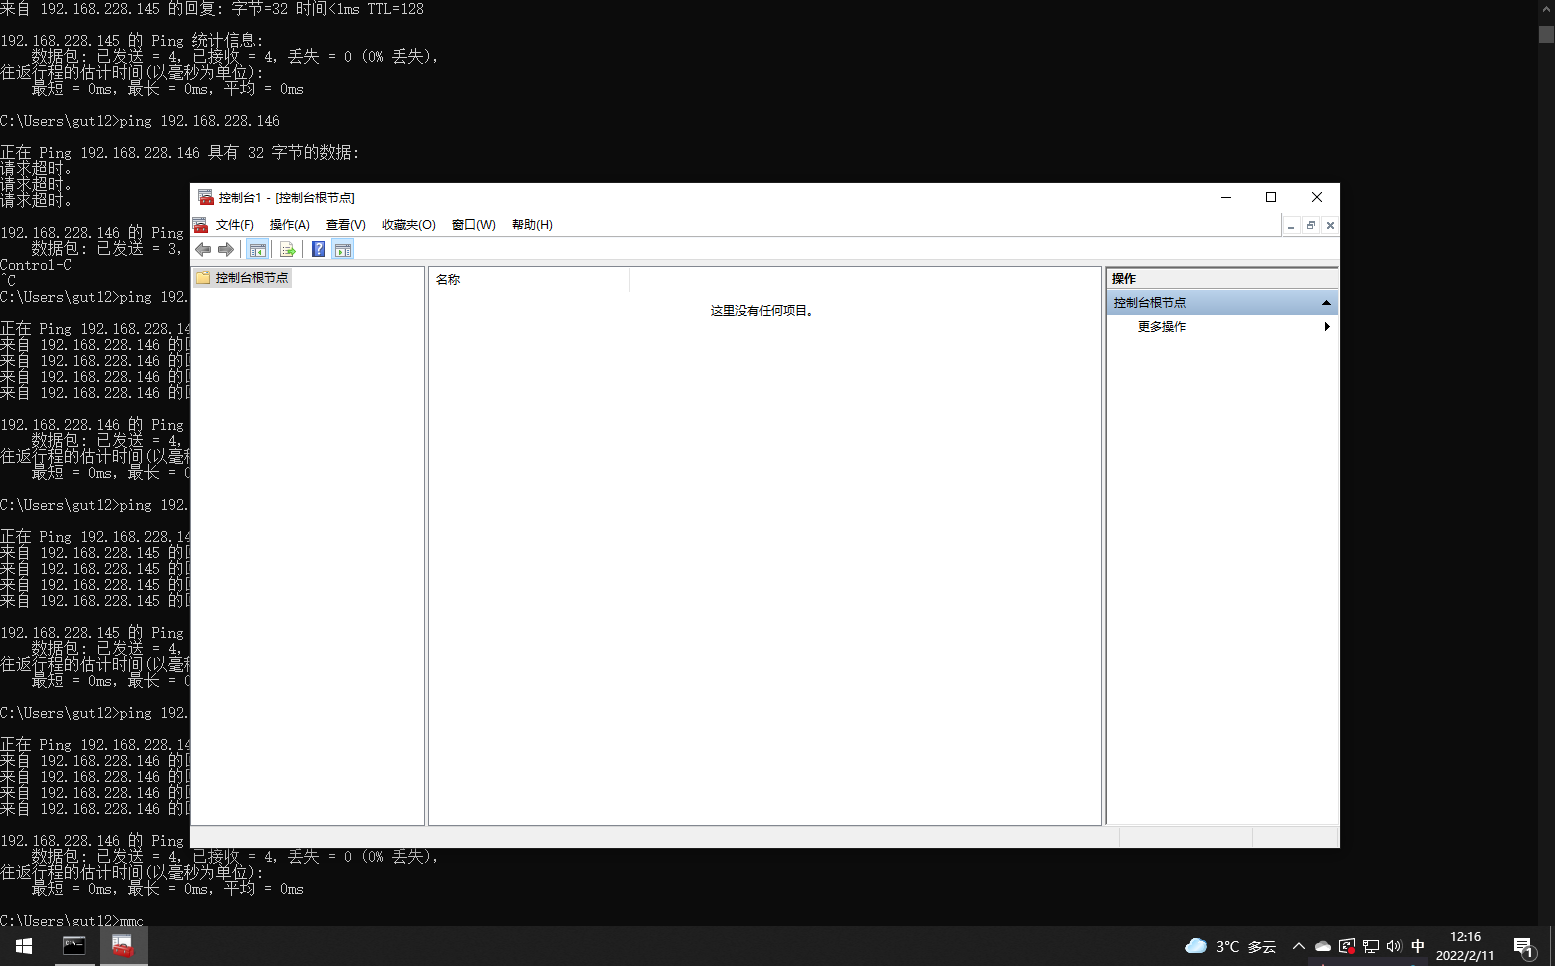 来自 192.168.228.145 的回复: 字节=32 时间<1ms TTL=128
192.168.228.145 的 Ping 统计信息:
数据包: 已发送 = 4，已接收 = 4，丢失 = 0 (0% 丢失)，
往返行程的估计时间(以毫秒为单位):
最短 = 0ms，最长 = 0ms，平均 = 0ms
C:\Users\gut12>ping 192.168.228.146
正在 Ping 192.168.228.146 具有 32 字节的数据:
请求超时。
请求超时。
请求超时。
192.168.228.146 的 Ping
数据包: 已发送 = 3，
Control-C
^C
C:\Users\gut12>ping 192.
正在 Ping 192.168.228.14
来自 192.168.228.146 的
来自 192.168.228.146 的
来自 192.168.228.146 的
来自 192.168.228.146 的
192.168.228.146 的 Ping
数据包: 已发送 = 4，
往返行程的估计时间(以毫
最短 = 0ms，最长 =
C:\Users\gut12>ping 192.
正在 Ping 192.168.228.14
来自 192.168.228.145 的
来自 192.168.228.145 的
来自 192.168.228.145 的
来自 192.168.228.145 的
192.168.228.145 的 Ping
数据包: 已发送 = 4，
往返行程的估计时间(以毫
最短 = 0ms，最长 =
C:\Users\gut12>ping 192.
正在 Ping 192.168.228.14
来自 192.168.228.146 的
来自 192.168.228.146 的
来自 192.168.228.146 的
来自 192.168.228.146 的
192.168.228.146 的 Ping
数据包: 已发送 = 4，已接收 = 4，丢失 = 0 (0% 丢失)，
往返行程的估计时间(以毫秒为单位):
最短 = 0ms，最长 = 0ms，平均 = 0ms
C:\Users\gut12>mmc
控制台1 - [控制台根节点]
文件(F) 操作(A) 查看(V) 收藏夹(O) 窗口(W) 帮助(H)
控制台根节点
名称
这里没有任何项目。
操作
控制台根节点
更多操作
3°C 多云
中
12:16
2022/2/11
1